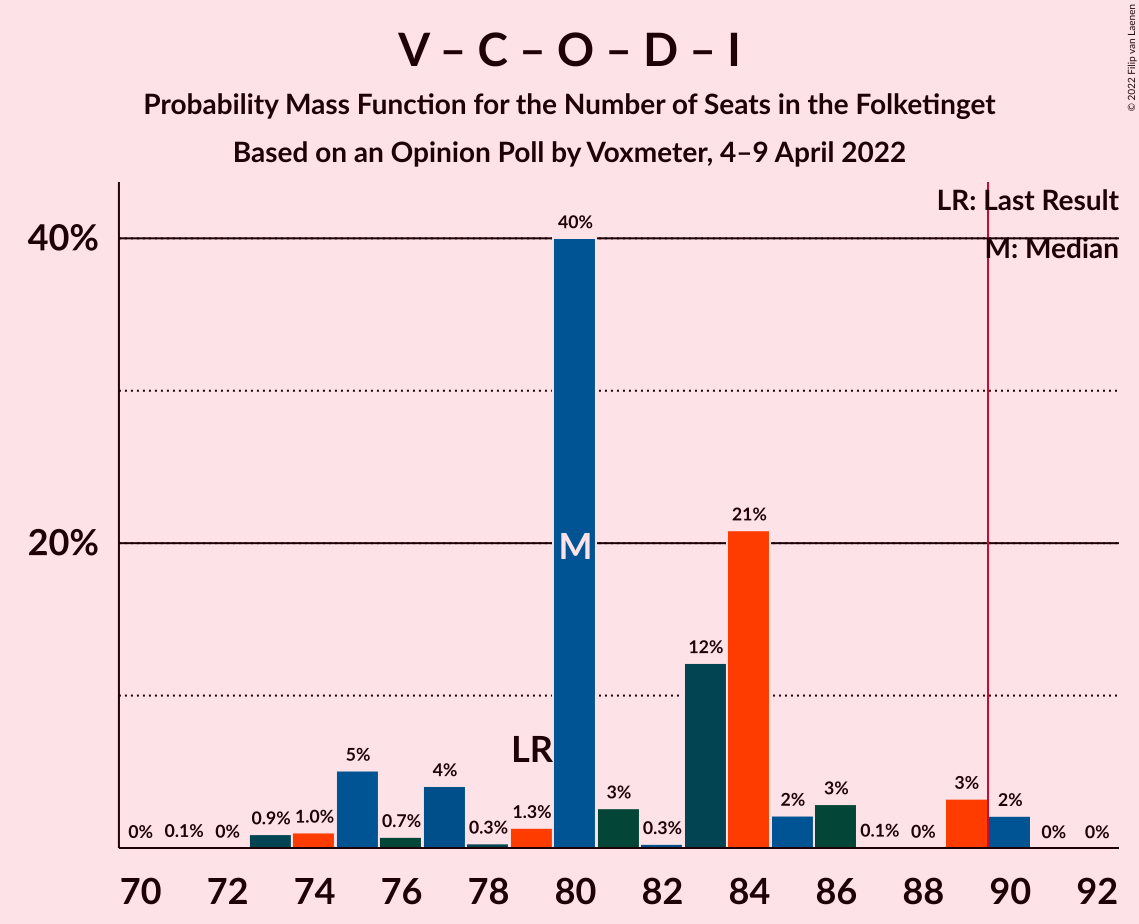 V – C – O – D – I
Probability Mass Function for the Number of Seats in the Folketinget
Based on an Opinion Poll by Voxmeter, 4–9 April 2022
© 2022 Filip van Laenen
LR: Last Result
M: Median
40%
20%
0%
0.1%
0%
0.9%
1.0%
5%
0.7%
4%
0.3%
1.3%
40%
3%
0.3%
12%
21%
2%
3%
0.1%
0%
3%
2%
0%
0%
LR
M
70 72 74 76 78 80 82 84 86 88 90 92